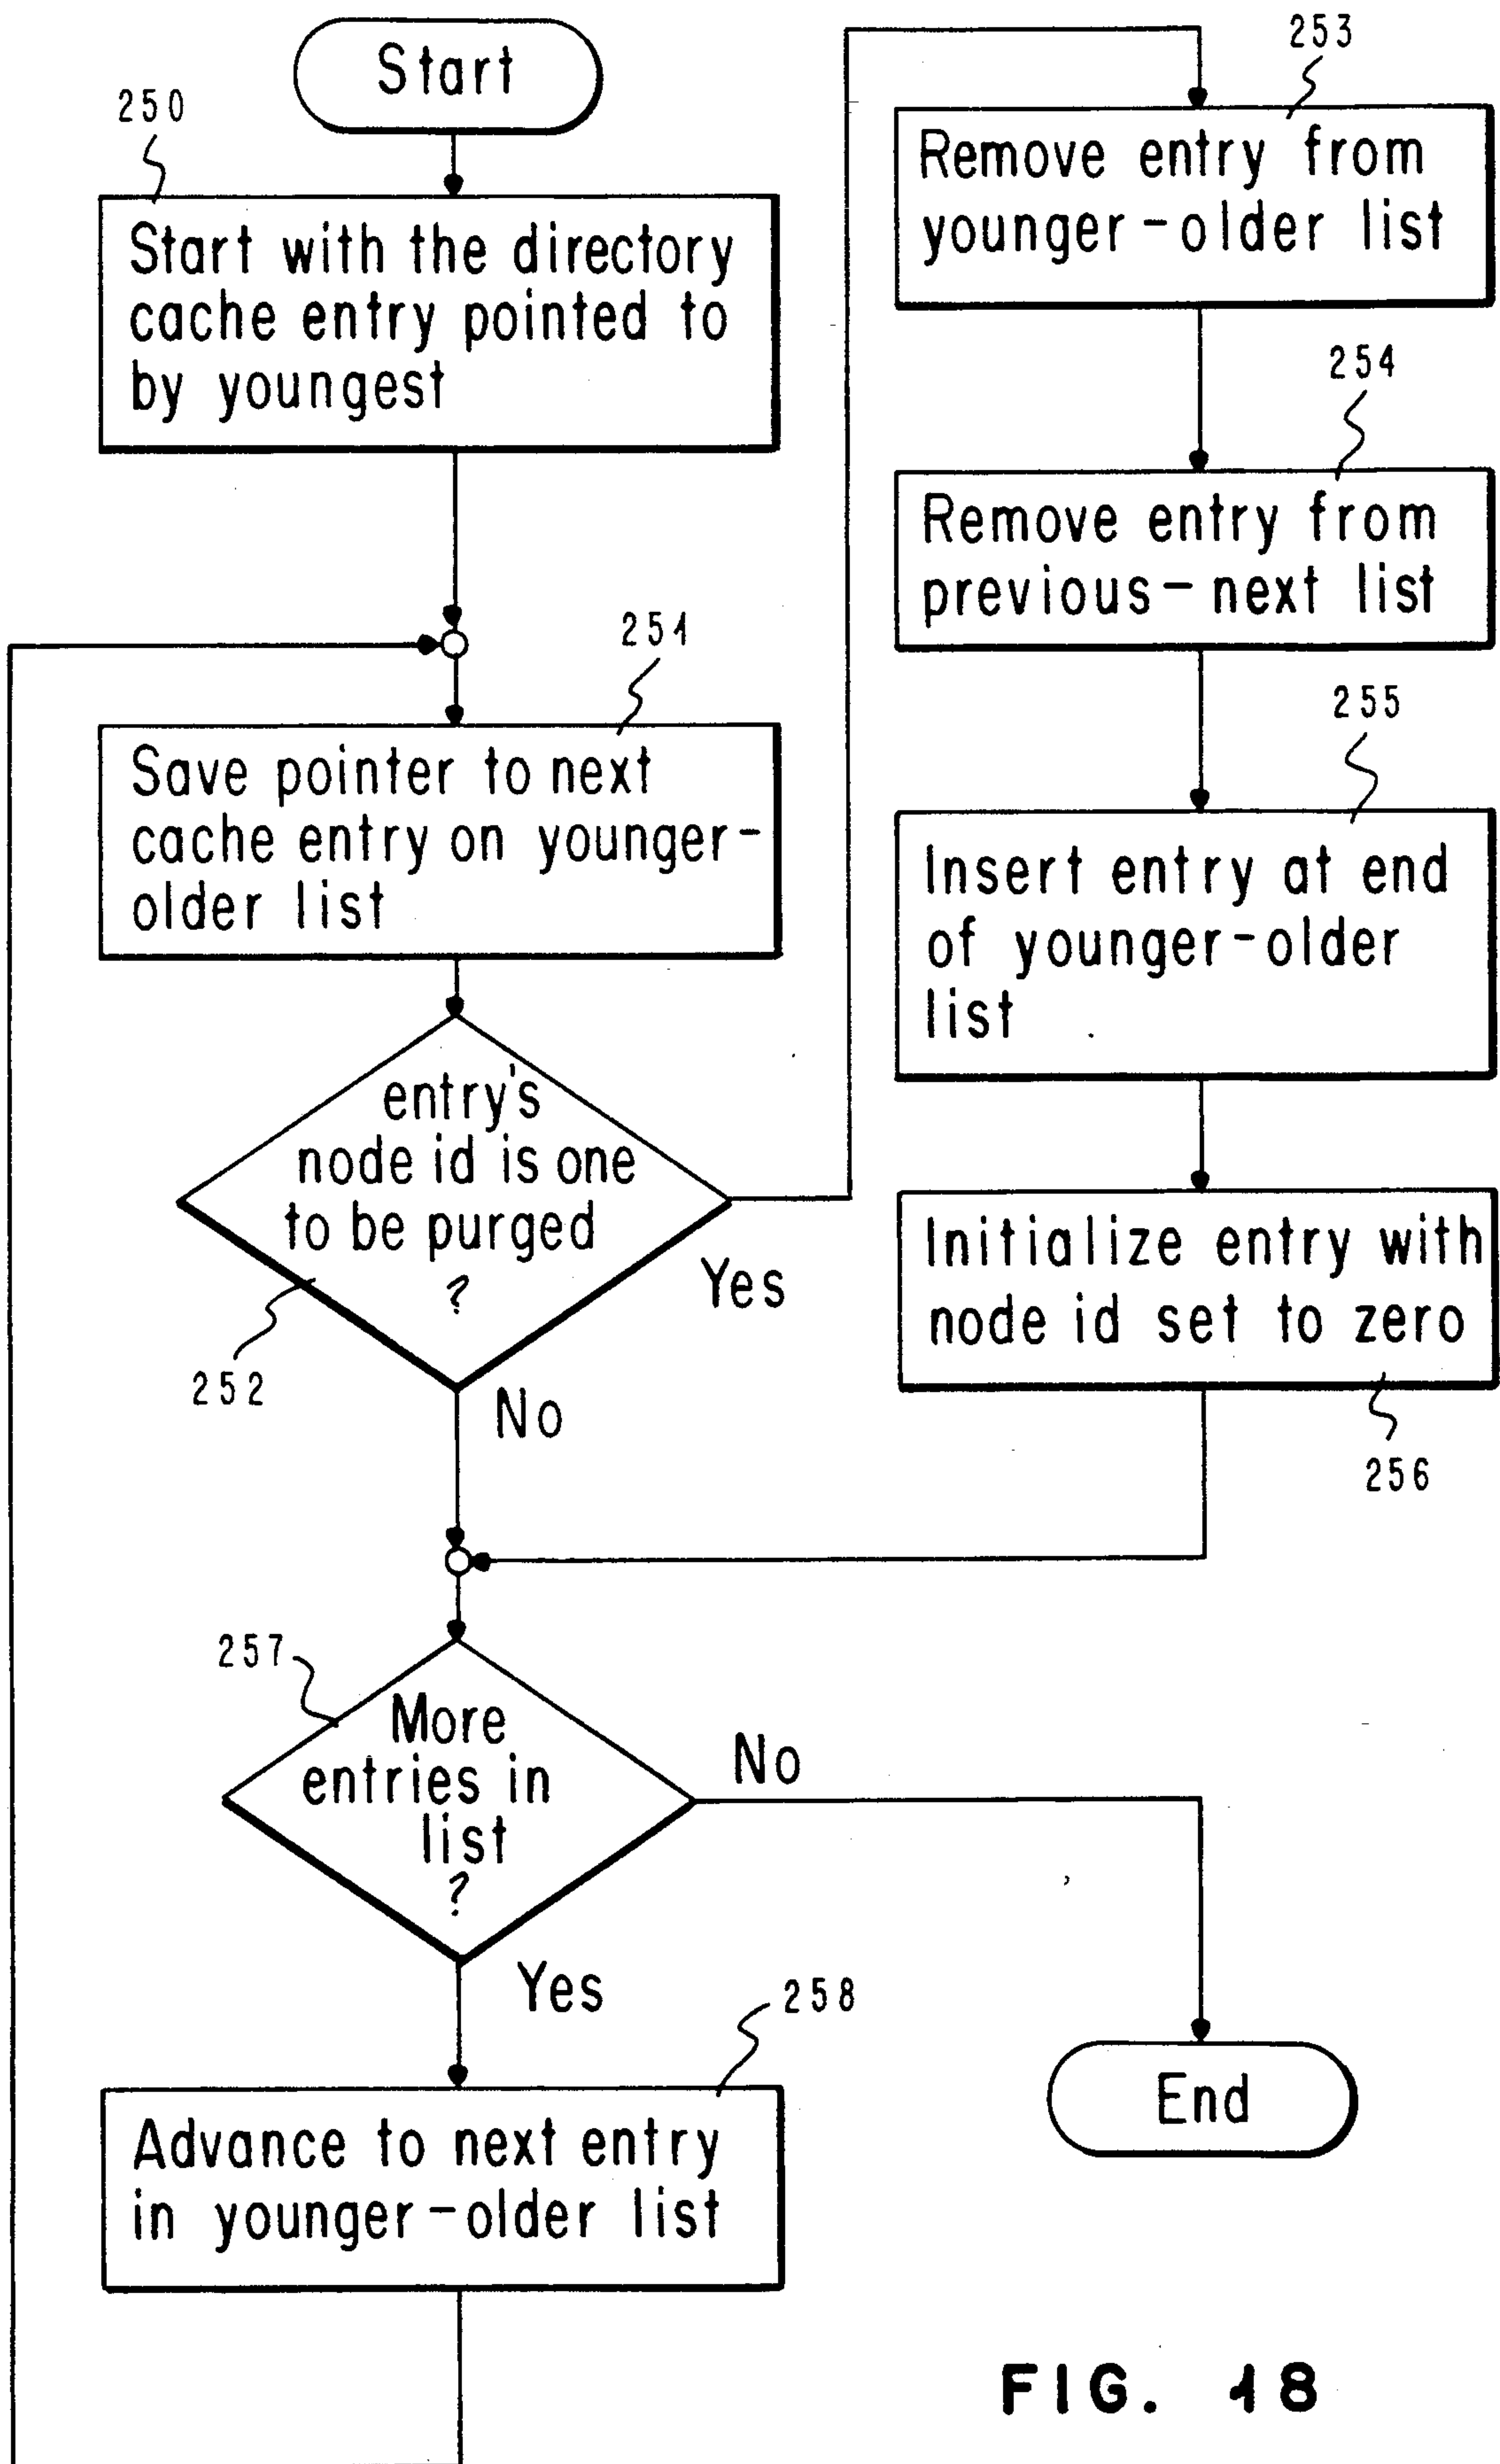 Start
250
Start with the directory
cache entry pointed to
by youngest
251
Save pointer to next
cache entry on younger-
older list
entry's
node id is one
to be purged
?
252
Yes
No
253
Remove entry from
younger-older list
254
Remove entry from
previous-next list
255
Insert entry at end
of younger-older
list
Initialize entry with
node id set to zero
256
257
More
entries in
list
?
No
Yes
258
Advance to next entry
in younger-older list
End
FIG. 18